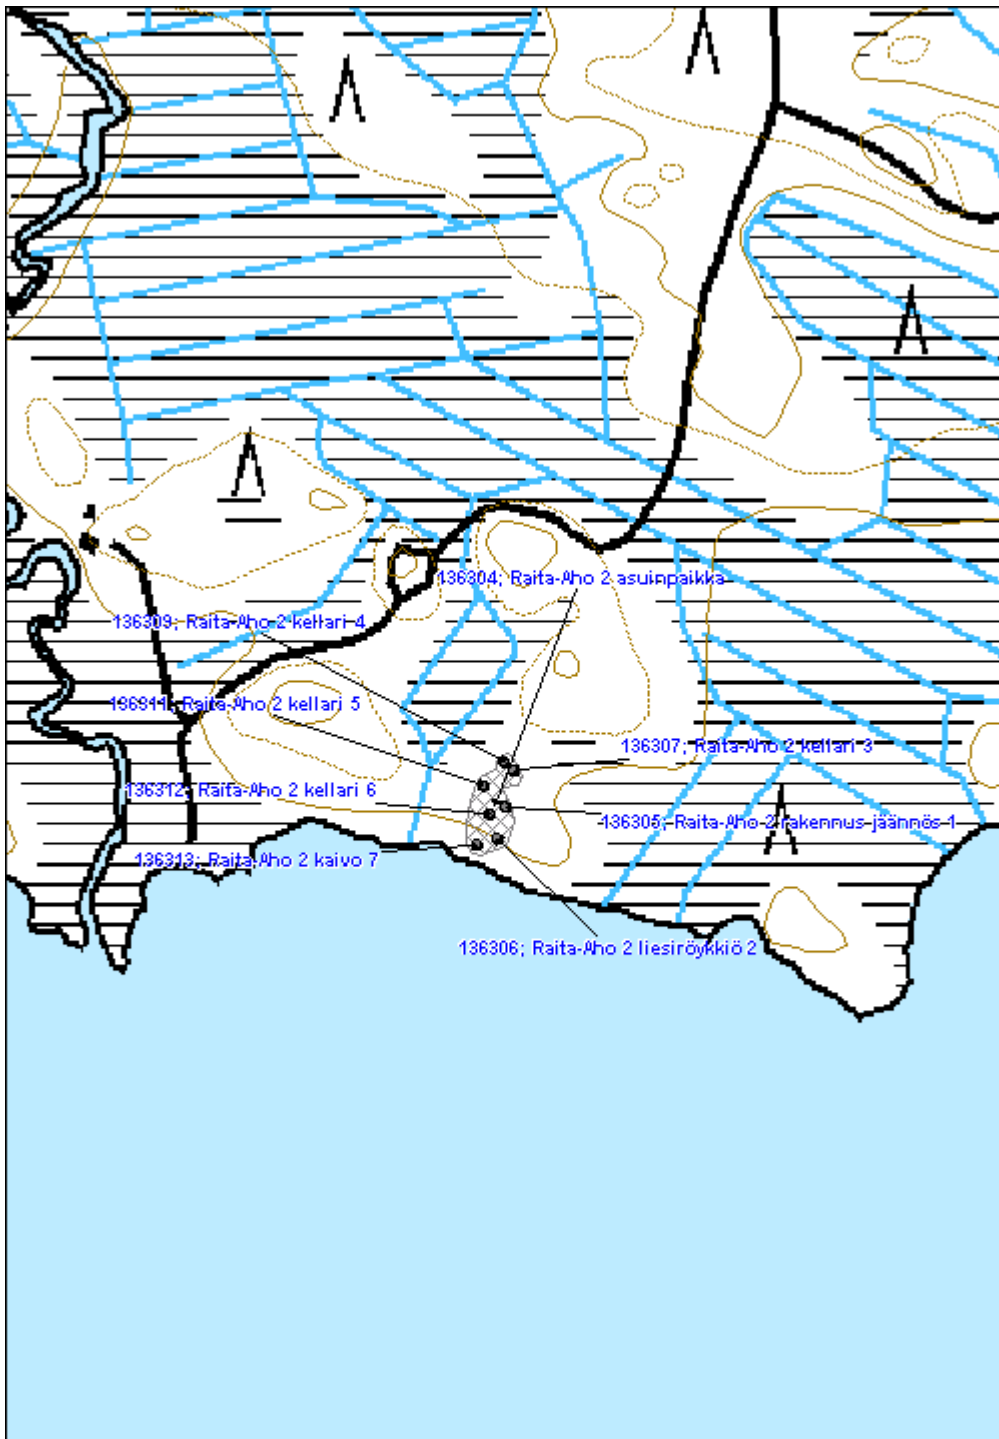 136304; Raita-Aho 2 asuinpaikka
136309; Raita-Aho 2 kellari 4
136311; Raita-Aho 2 kellari 5
136307; Raita-Aho 2 kellari 3
136312; Raita-Aho 2 kellari 6
136305; Raita-Aho 2 rakennus jäännös 1
136313; Raita-Aho 2 kaivo 7
136306; Raita-Aho 2 liesiröykkiö 2